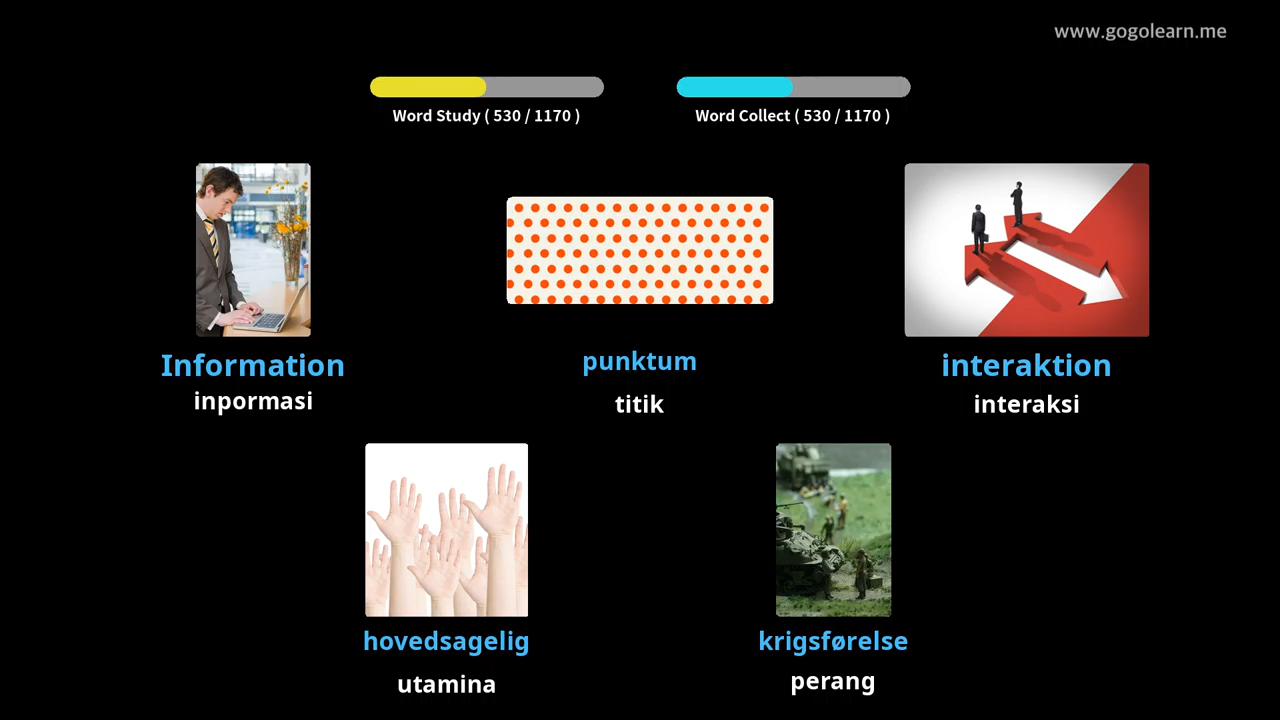 www.gogolearn.me
Word Study ( 530 / 1170 )
Word Collect ( 530 / 1170 )
Information
inpormasi
punktum
titik
interaktion
interaksi
hovedsagelig
utamina
krigsførelse
perang